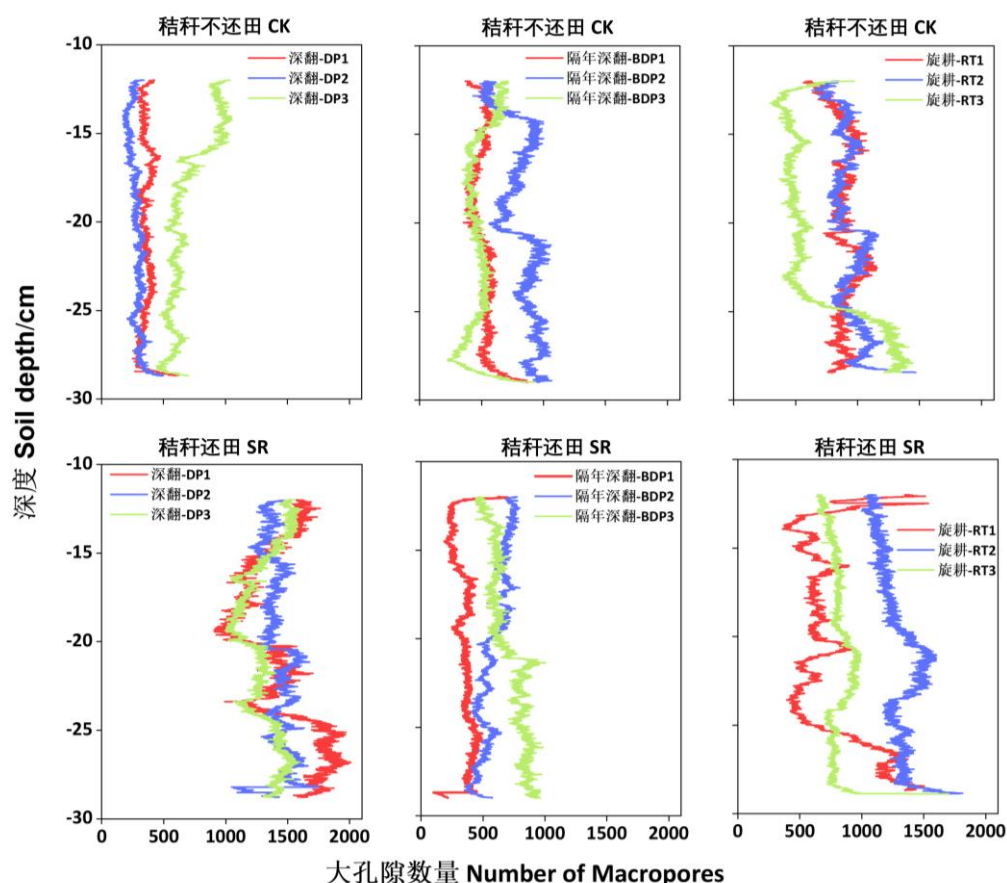 秸秆不还田 CK
秸秆不还田 CK
秸秆不还田 CK
-10
-15
-20
-25
-30
深翻-DP1
深翻-DP2
深翻-DP3
隔年深翻-BDP1
隔年深翻-BDP2
隔年深翻-BDP3
旋耕-RT1
旋耕-RT2
旋耕-RT3
深度 Soil depth/cm
秸秆还田 SR
秸秆还田 SR
秸秆还田 SR
-10
-15
-20
-25
-30
深翻-DP1
深翻-DP2
深翻-DP3
隔年深翻-BDP1
隔年深翻-BDP2
隔年深翻-BDP3
旋耕-RT1
旋耕-RT2
旋耕-RT3
0 500 1000 1500 2000
0 500 1000 1500 2000
0 500 1000 1500 2000
大孔隙数量 Number of Macropores